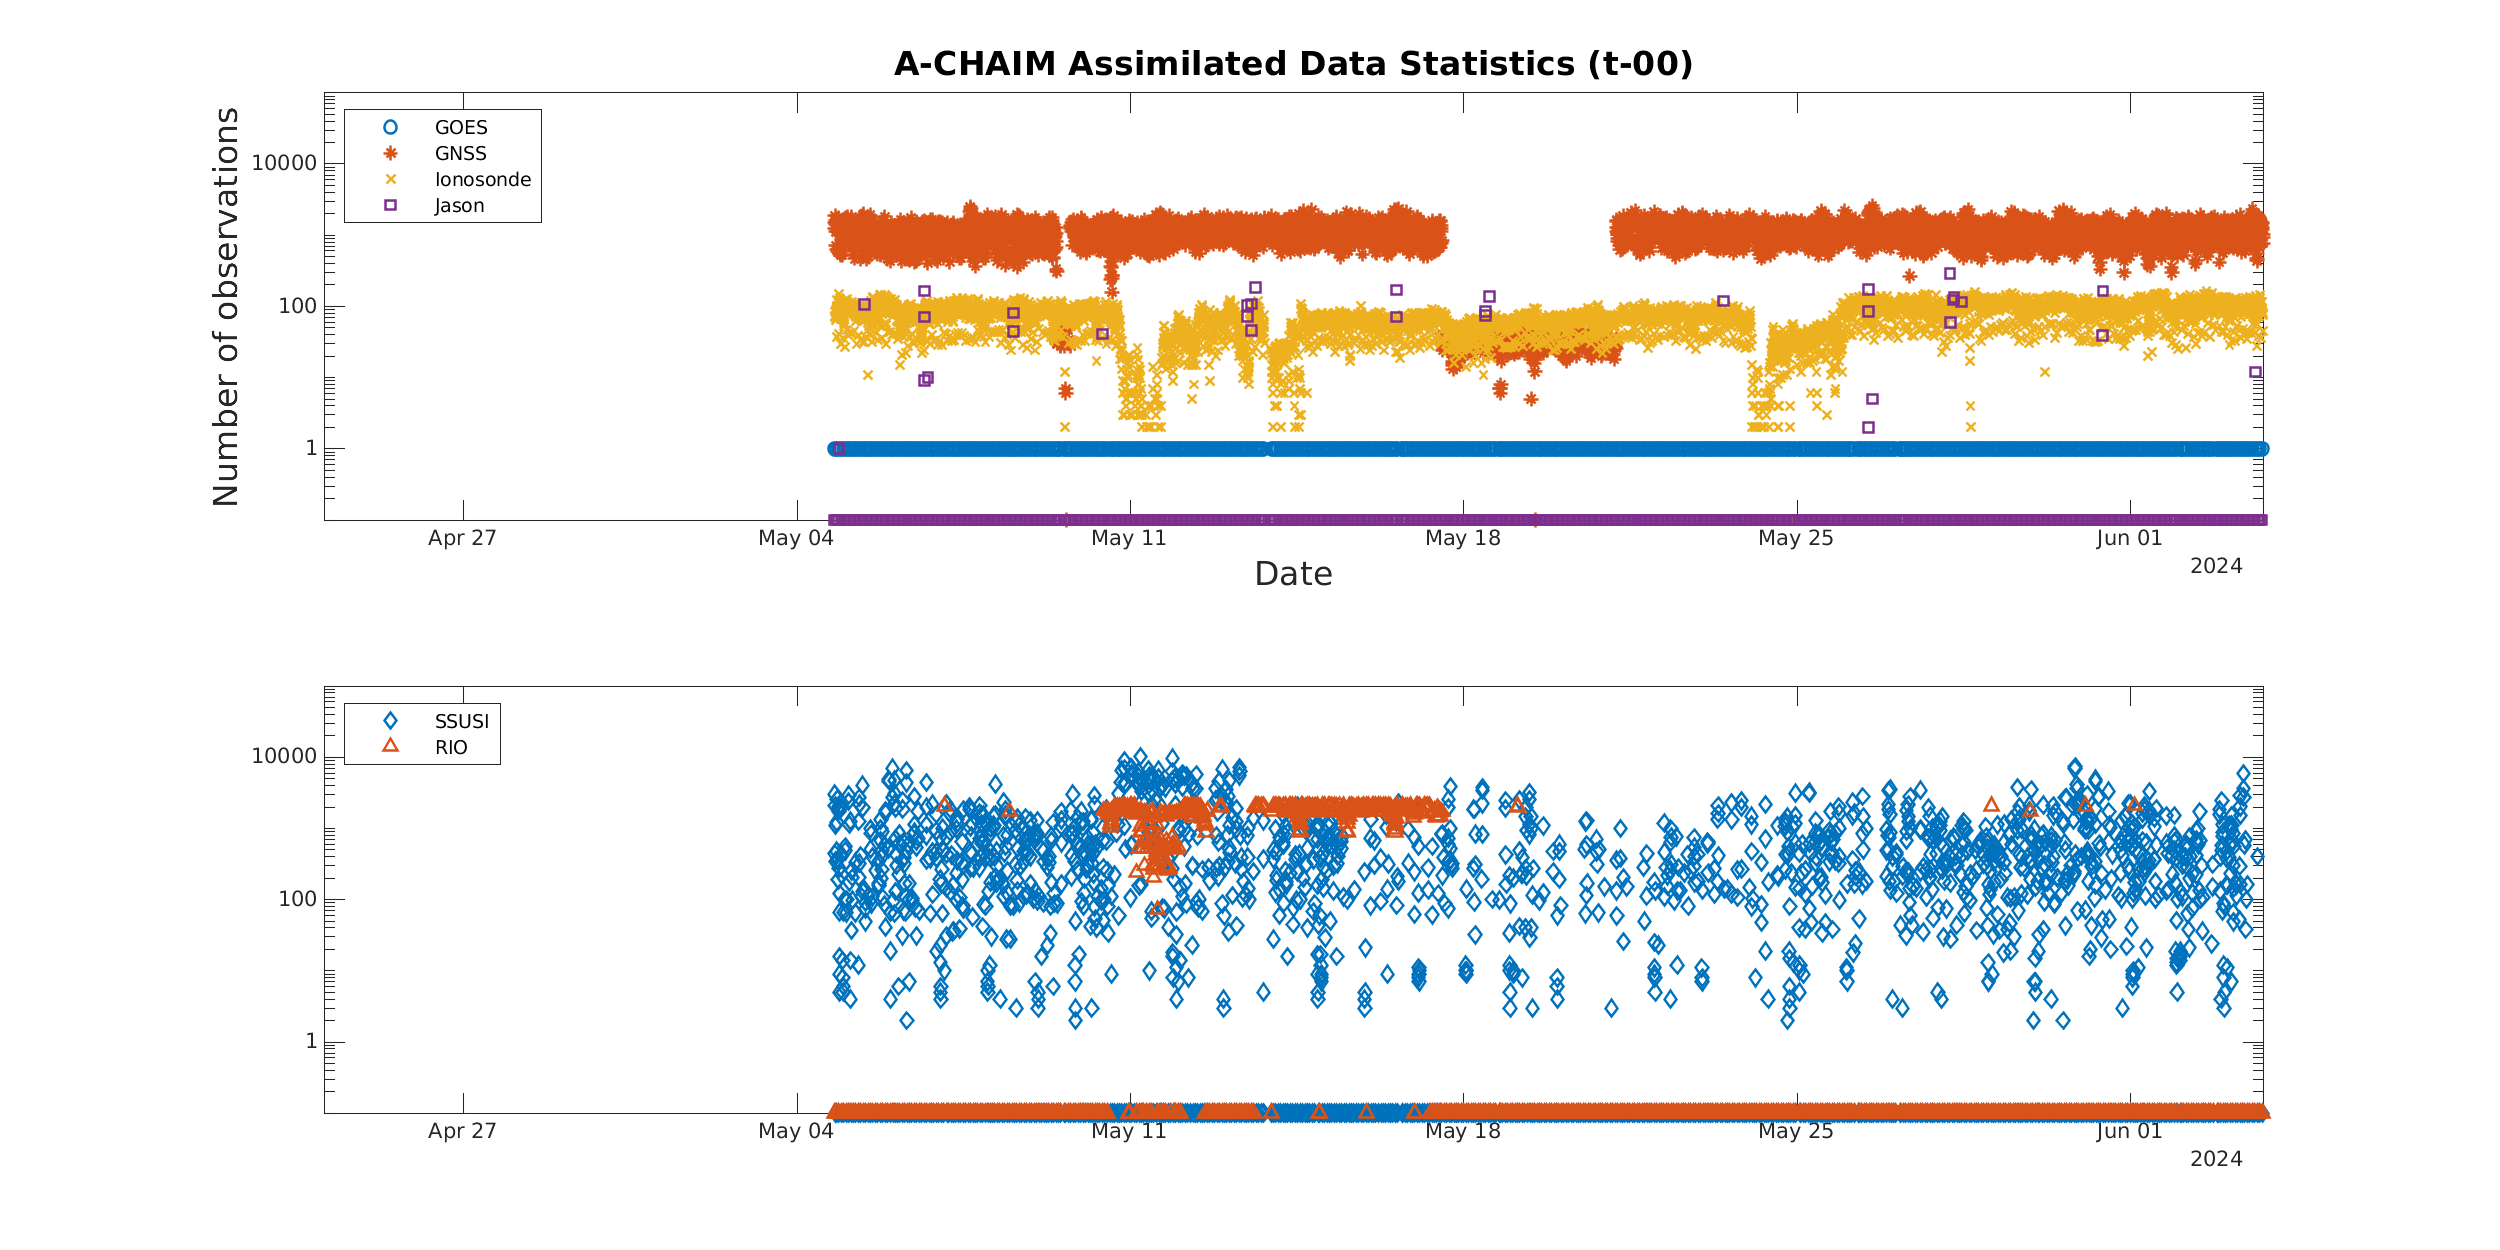 A-CHAIM Assimilated Data Statistics (t-00)
Number of observations
GOES
GNSS
Ionosonde
Jason
10000
100
1
Apr 27 May 04 May 11 May 18 May 25 Jun 01
2024
Date
SSUSI
RIO
10000
100
1
Apr 27 May 04 May 11 May 18 May 25 Jun 01
2024